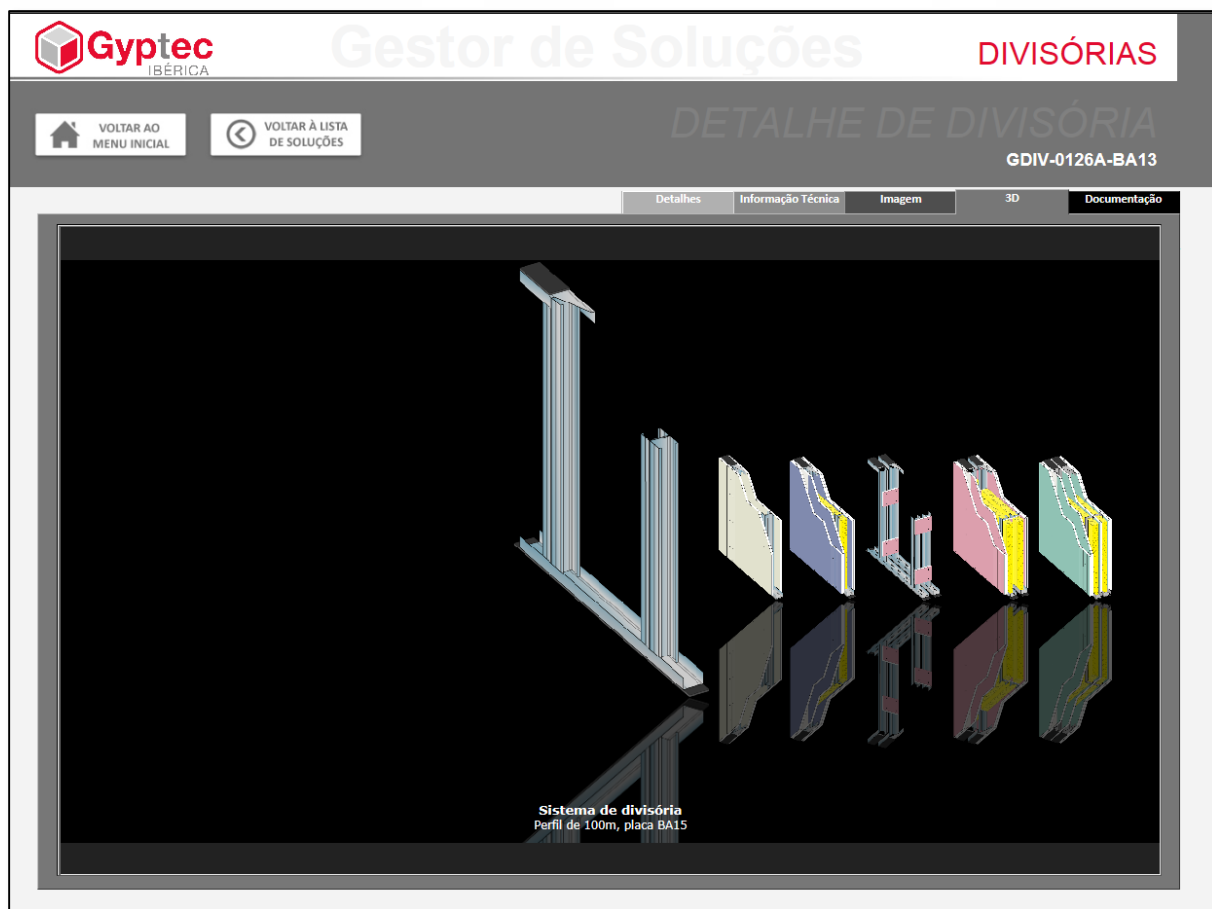 Gyptec
IBÉRICA
Gestor de Soluções
DIVISÓRIAS
VOLTAR AO
MENU INICIAL
VOLTAR À LISTA
DE SOLUÇÕES
DETALHE DE DIVISÓRIA
GDIV-0126A-BA13
Detalhes
Informação Técnica
Imagem
3D
Documentação
Sistema de divisória
Perfil de 100m, placa BA15